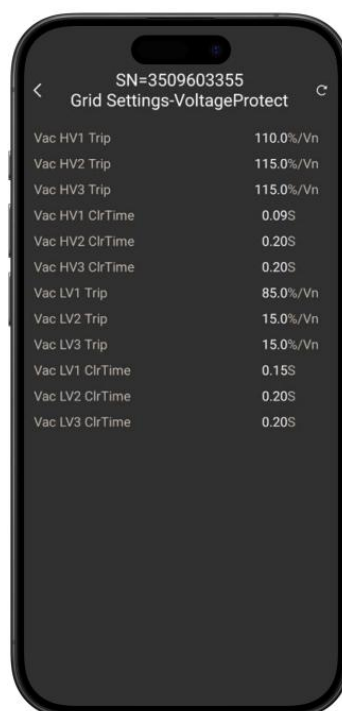 SN=3509603355
Grid Settings-VoltageProtect
Vac HV1 Trip 110.0%/Vn
Vac HV2 Trip 115.0%/Vn
Vac HV3 Trip 115.0%/Vn
Vac HV1 ClrTime 0.09S
Vac HV2 ClrTime 0.20S
Vac HV3 ClrTime 0.20S
Vac LV1 Trip 85.0%/Vn
Vac LV2 Trip 15.0%/Vn
Vac LV3 Trip 15.0%/Vn
Vac LV1 ClrTime 0.15S
Vac LV2 ClrTime 0.20S
Vac LV3 ClrTime 0.20S